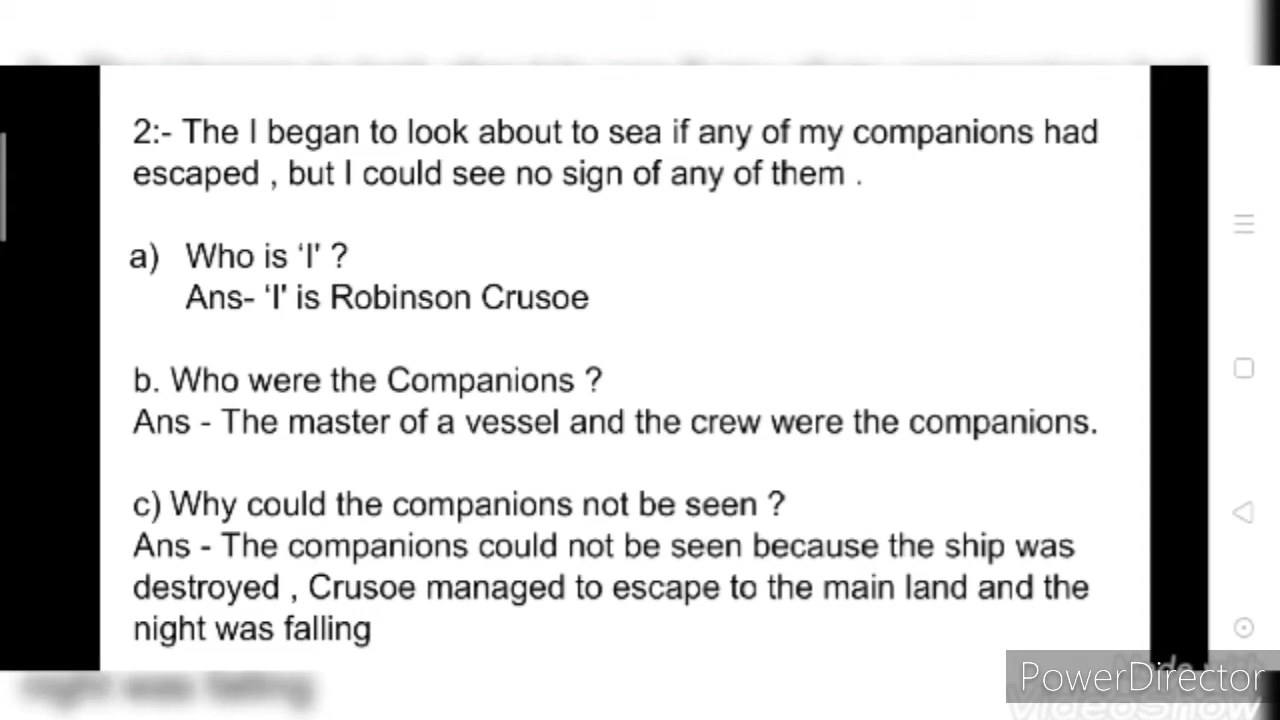 2:- The I began to look about to sea if any of my companions had
escaped , but I could see no sign of any of them .
a) Who is ‘I' ?
Ans- ‘I' is Robinson Crusoe
b. Who were the Companions ?
Ans - The master of a vessel and the crew were the companions.
c) Why could the companions not be seen ?
Ans - The companions could not be seen because the ship was
destroyed , Crusoe managed to escape to the main land and the
night was falling
night was falling
PowerDirector
VideoShow